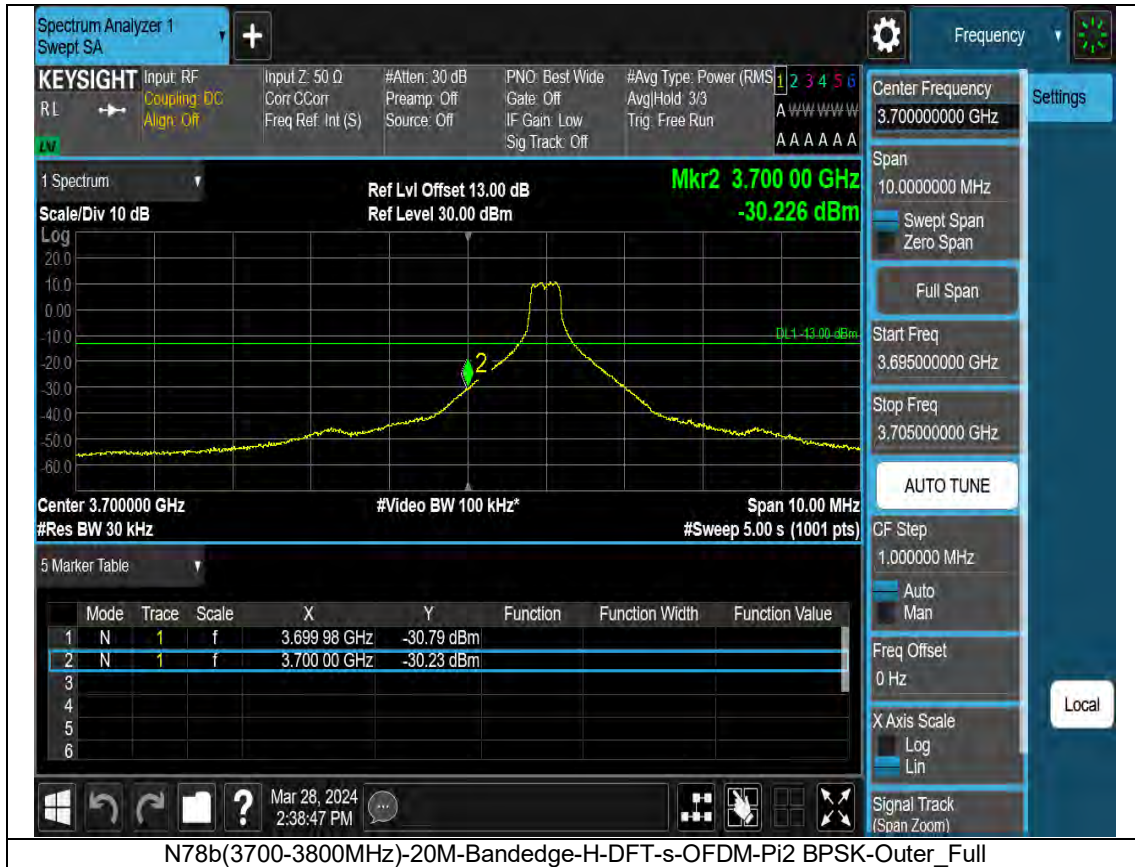 Spectrum Analyzer 1
Swept SA
Frequency
KEYSIGHT
RL
Input: RF
Coupling: DC
Align: Off
Input Z: 50 Ω
Corr CCorr
Freq Ref: Int (S)
#Atten: 30 dB
Preamp: Off
Source: Off
PNO: Best Wide
Gate: Off
IF Gain: Low
Sig Track: Off
#Avg Type: Power (RMS
Avg|Hold: 3/3
Trig: Free Run
1 2 3 4 5 6
A W W W W W
A A A A A A
1 Spectrum
Scale/Div 10 dB
Ref Lvl Offset 13.00 dB
Ref Level 30.00 dBm
Mkr2 3.700 00 GHz
-30.226 dBm
Log
20.0
10.0
0.00
-10.0
-20.0
-30.0
-40.0
-50.0
-60.0
DL1 -13.00 dBm
2
Center 3.700000 GHz
#Res BW 30 kHz
#Video BW 100 kHz*
Span 10.00 MHz
#Sweep 5.00 s (1001 pts)
5 Marker Table
Mode Trace Scale X Y Function Function Width Function Value
1 N 1 f 3.699 98 GHz -30.79 dBm
2 N 1 f 3.700 00 GHz -30.23 dBm
3
4
5
6
Mar 28, 2024
2:38:47 PM
Center Frequency
3.700000000 GHz
Span
10.0000000 MHz
Swept Span
Zero Span
Full Span
Start Freq
3.695000000 GHz
Stop Freq
3.705000000 GHz
AUTO TUNE
CF Step
1.000000 MHz
Auto
Man
Freq Offset
0 Hz
X Axis Scale
Log
Lin
Signal Track
(Span Zoom)
Settings
Local
N78b(3700-3800MHz)-20M-Bandedge-H-DFT-s-OFDM-Pi2 BPSK-Outer_Full